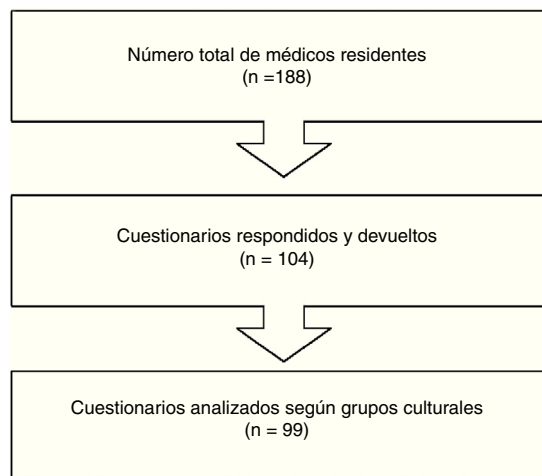 Número total de médicos residentes
(n =188)
Cuestionarios respondidos y devueltos
(n = 104)
Cuestionarios analizados según grupos culturales
(n = 99)